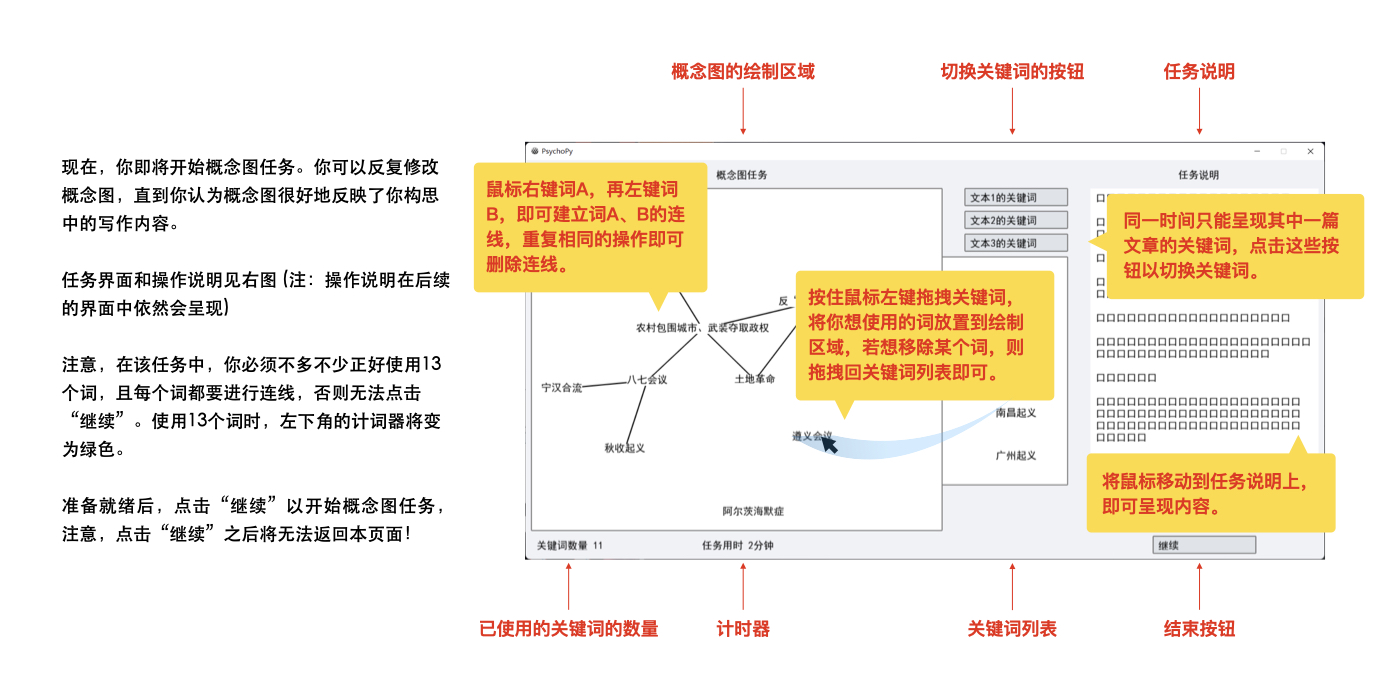 概念图的绘制区域
切换关键词的按钮
任务说明
现在，你即将开始概念图任务。你可以反复修改
概念图，直到你认为概念图很好地反映了你构思
中的写作内容。
任务界面和操作说明见右图 (注：操作说明在后续
的界面中依然会呈现)
注意，在该任务中，你必须不多不少正好使用13
个词，且每个词都要进行连线，否则无法点击
“继续”。使用13个词时，左下角的计词器将变
为绿色。
准备就绪后，点击“继续”以开始概念图任务，
注意，点击“继续”之后将无法返回本页面！
PsychoPy
概念图任务
任务说明
鼠标右键词A，再左键词
B，即可建立词A、B的连
线，重复相同的操作即可
删除连线。
文本1的关键词
文本2的关键词
文本3的关键词
同一时间只能呈现其中一篇
文章的关键词，点击这些按
钮以切换关键词。
按住鼠标左键拖拽关键词，
将你想使用的词放置到绘制
区域，若想移除某个词，则
拖拽回关键词列表即可。
反
农村包围城市、武装夺取政权
宁汉合流
八七会议
土地革命
秋收起义
遵义会议
阿尔茨海默症
南昌起义
广州起义
将鼠标移动到任务说明上，
即可呈现内容。
关键词数量 11
任务用时 2分钟
继续
已使用的关键词的数量
计时器
关键词列表
结束按钮